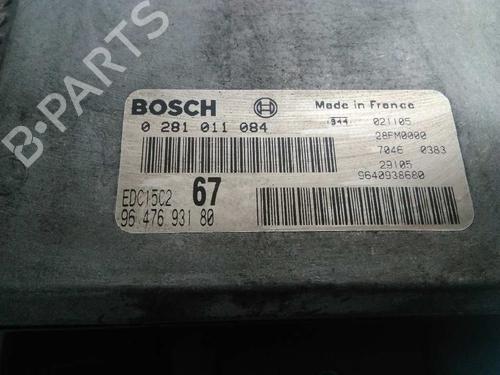 B-PARTS
BOSCH
Made in France
0 281 011 084
944 021105
28FM0000
7046 0383
29105
9640938680
EDC15C2 67
96 476 931 80